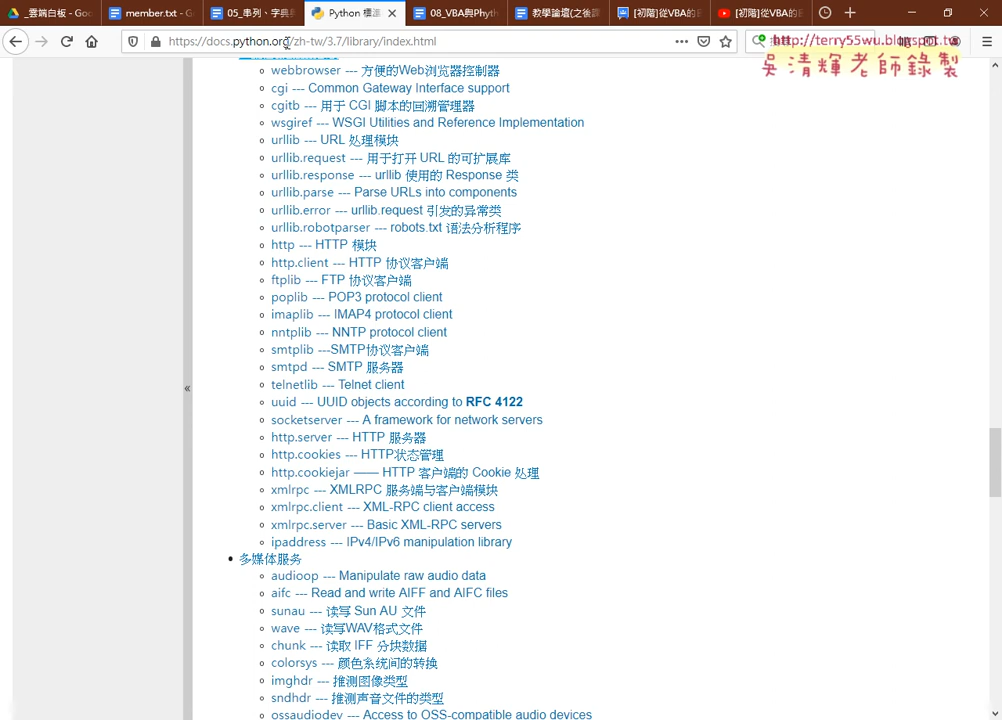 _雲端白板 - Goo
member.txt - G
05_串列、字典與
Python 標準
08_VBA與Phyth
教學論壇(之後課
[初階]從VBA的E
[初階]從VBA的E
https://docs.python.org/zh-tw/3.7/library/index.html
http://terry55wu.blogspot.tw
吳清輝老師錄製
webbrowser --- 方便的Web浏览器控制器
cgi --- Common Gateway Interface support
cgitb --- 用于 CGI 脚本的回溯管理器
wsgiref --- WSGI Utilities and Reference Implementation
urllib --- URL 处理模块
urllib.request --- 用于打开 URL 的可扩展库
urllib.response --- urllib 使用的 Response 类
urllib.parse --- Parse URLs into components
urllib.error --- urllib.request 引发的异常类
urllib.robotparser --- robots.txt 语法分析程序
http --- HTTP 模块
http.client --- HTTP 协议客户端
ftplib --- FTP 协议客户端
poplib --- POP3 protocol client
imaplib --- IMAP4 protocol client
nntplib --- NNTP protocol client
smtplib ---SMTP协议客户端
smtpd --- SMTP 服务器
telnetlib --- Telnet client
uuid --- UUID objects according to RFC 4122
socketserver --- A framework for network servers
http.server --- HTTP 服务器
http.cookies --- HTTP状态管理
http.cookiejar —— HTTP 客户端的 Cookie 处理
xmlrpc --- XMLRPC 服务端与客户端模块
xmlrpc.client --- XML-RPC client access
xmlrpc.server --- Basic XML-RPC servers
ipaddress --- IPv4/IPv6 manipulation library
多媒体服务
audioop --- Manipulate raw audio data
aifc --- Read and write AIFF and AIFC files
sunau --- 读写 Sun AU 文件
wave --- 读写WAV格式文件
chunk --- 读取 IFF 分块数据
colorsys --- 颜色系统间的转换
imghdr --- 推测图像类型
sndhdr --- 推测声音文件的类型
ossaudiodev --- Access to OSS-compatible audio devices